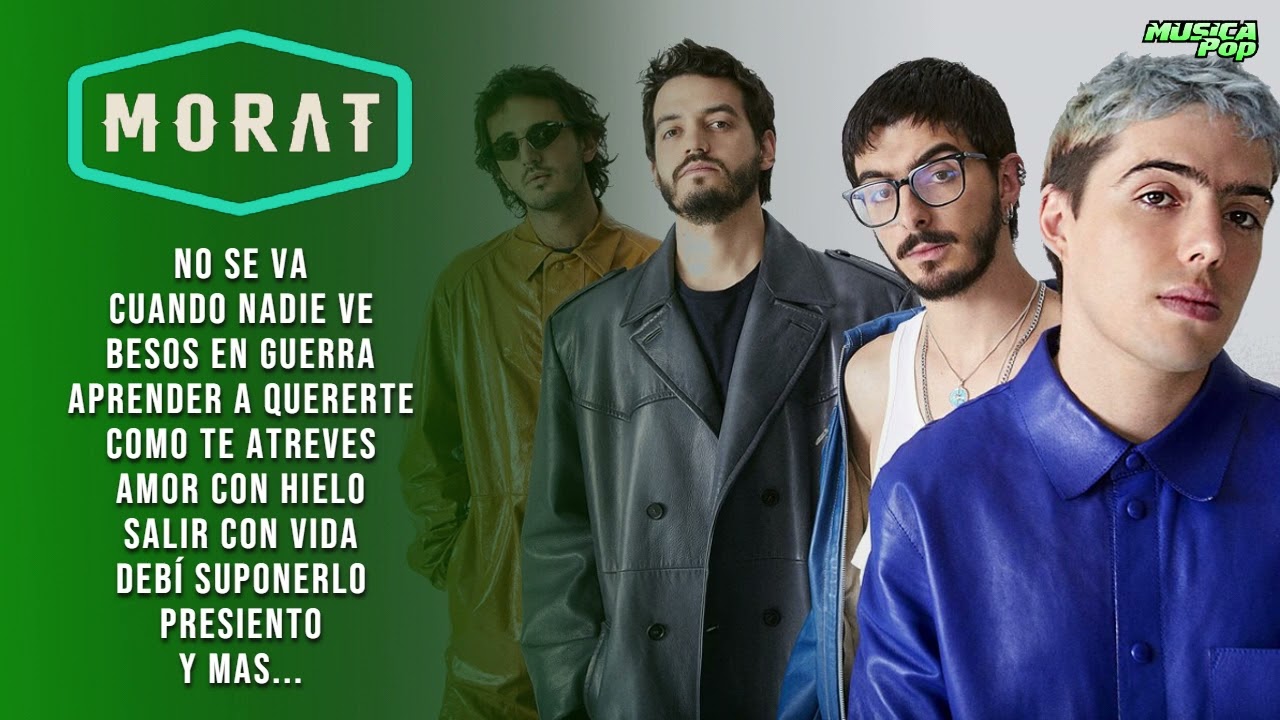 MORAT
NO SE VA
CUANDO NADIE VE
BESOS EN GUERRA
APRENDER A QUERERTE
COMO TE ATREVES
AMOR CON HIELO
SALIR CON VIDA
DEBÍ SUPONERLO
PRESIENTO
Y MAS...
MUSICA
Pop